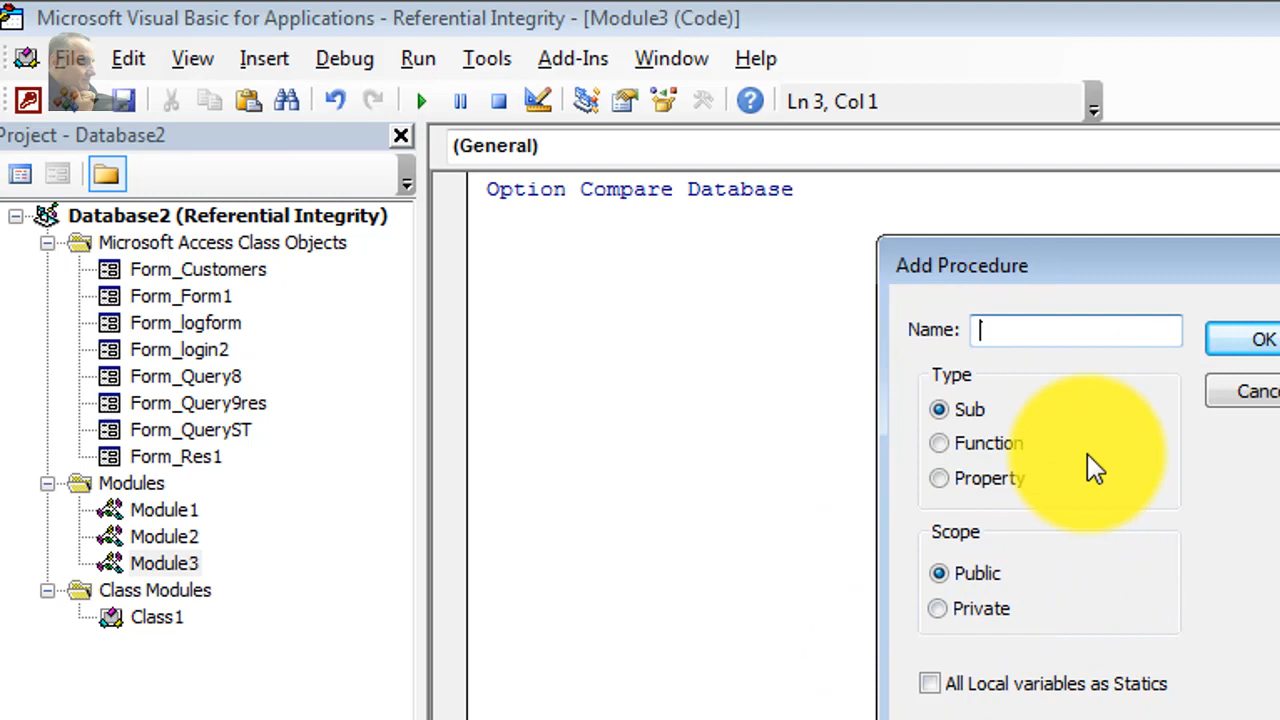 Microsoft Visual Basic for Applications - Referential Integrity - [Module3 (Code)]
File Edit View Insert Debug Run Tools Add-Ins Window Help
Ln 3, Col 1
Project - Database2
(General)
Option Compare Database
Database2 (Referential Integrity)
Microsoft Access Class Objects
Form_Customers
Form_Form1
Form_logform
Form_login2
Form_Query8
Form_Query9res
Form_QueryST
Form_Res1
Modules
Module1
Module2
Module3
Class Modules
Class1
Add Procedure
Name:
OK
Type
Canc
Sub
Function
Property
Scope
Public
Private
All Local variables as Statics